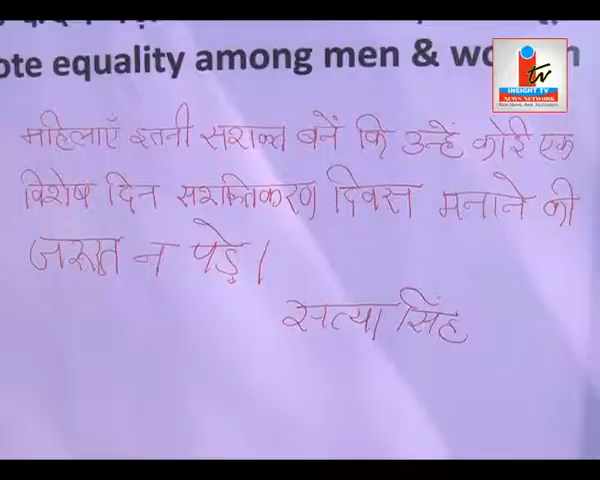 ote equality among men & wo n
i tv
INSIGHT TV
NEWS NETWORK
महिलाएँ इतनी सशक्त बनें कि उन्हें कोई एक
विशेष दिन सशक्तिकरण दिवस मनाने की
जरूरत न पड़े।
सत्या सिंह